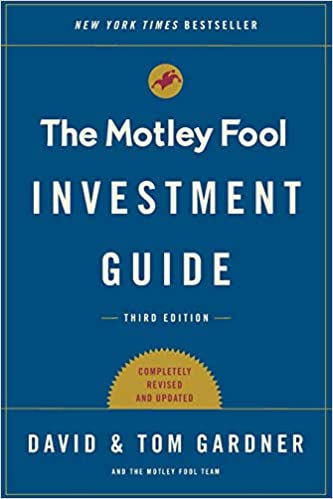 NEW YORK TIMES BESTSELLER
The Motley Fool
INVESTMENT
GUIDE
THIRD EDITION
COMPLETELY
REVISED
AND UPDATED
DAVID & TOM GARDNER
AND THE MOTLEY FOOL TEAM